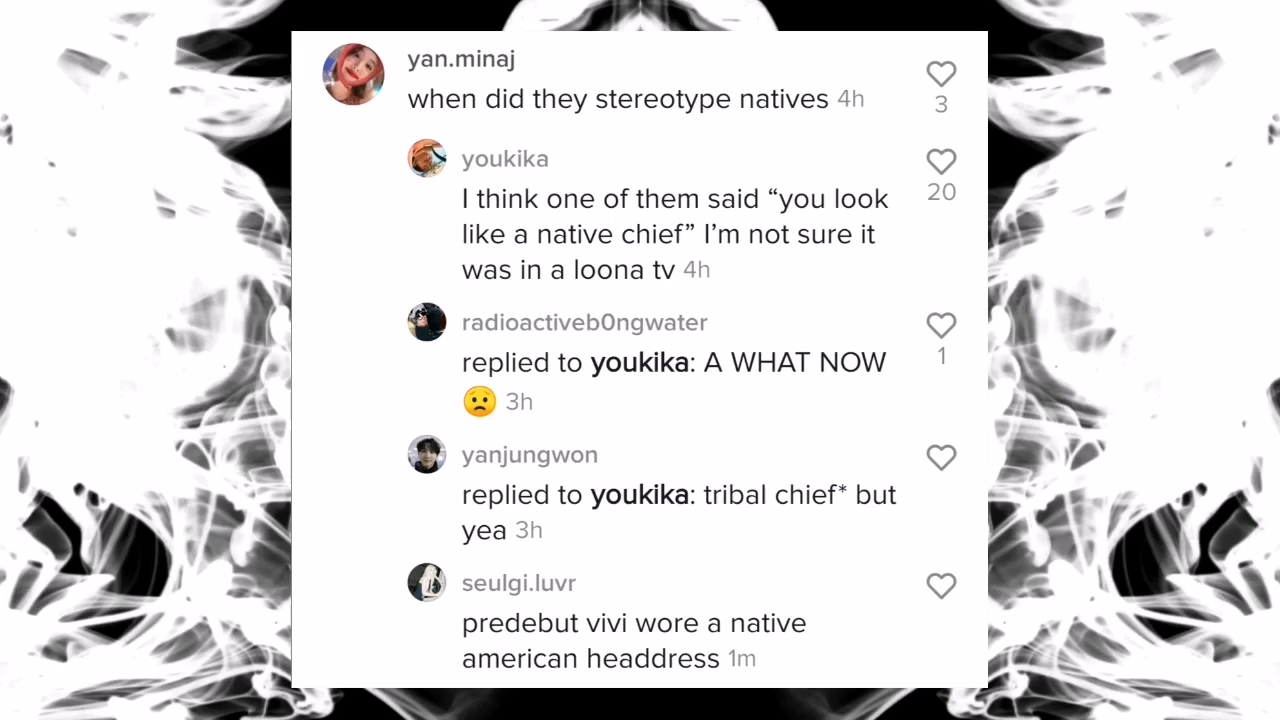 yan.minaj
when did they stereotype natives 4h
3
youkika
I think one of them said “you look
like a native chief” I’m not sure it
was in a loona tv 4h
20
radioactiveb0ngwater
replied to youkika: A WHAT NOW
😟 3h
1
yanjungwon
replied to youkika: tribal chief* but
yea 3h
seulgi.luvr
predebut vivi wore a native
american headdress 1m